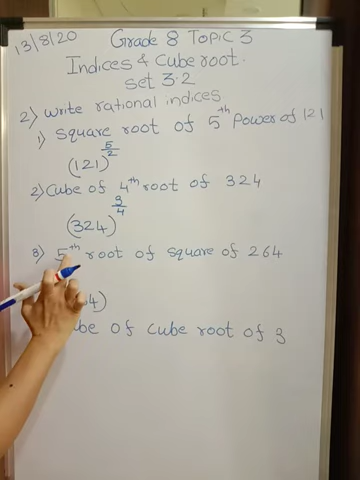 13/8/20 Grade 8 Topic 3
Indices & Cube root.
Set 3.2
2) Write rational indices.
1) Square root of 5th Power of 121
(121)^5/2
2) Cube of 4th root of 324
(324)^3/4
3) 5th root of square of 264
4)
be of cube root of 3